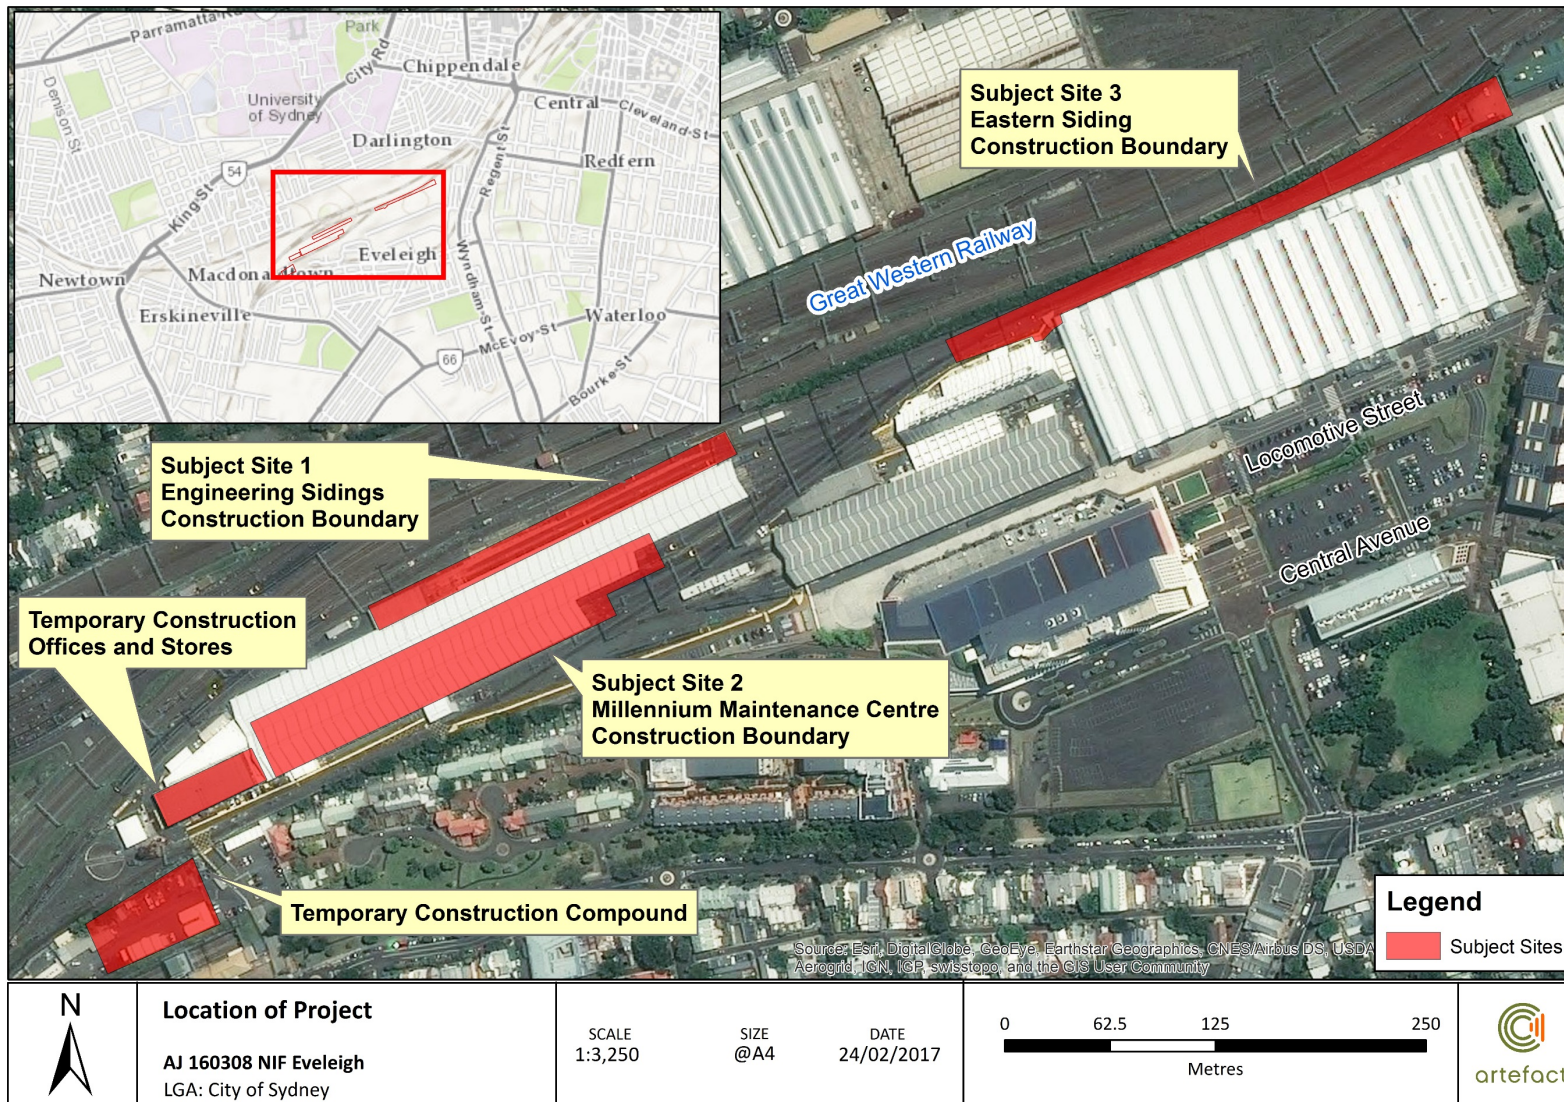 Parramatta Rd
Park
City Rd
Chippendale
Denison St
University
of Sydney
Central
Cleveland-St
Darlington
Regent St
Redfern
54
King-St
Eveleigh
Newtown
Macdonaldtown
Wyndham-St
Erskineville
Waterloo
McEvoy-St
66
Bourke-St
Subject Site 3
Eastern Siding
Construction Boundary
Great Western Railway
Locomotive Street
Central Avenue
Subject Site 1
Engineering Sidings
Construction Boundary
Temporary Construction
Offices and Stores
Subject Site 2
Millennium Maintenance Centre
Construction Boundary
Temporary Construction Compound
Legend
Subject Sites
Source: Esri, DigitalGlobe, GeoEye, Earthstar Geographics, CNES/Airbus DS, USDA
Aerogrid, IGN, IGP, swisstopo, and the GIS User Community
N
Location of Project
AJ 160308 NIF Eveleigh
LGA: City of Sydney
SCALE
1:3,250
SIZE
@A4
DATE
24/02/2017
0 62.5 125 250
Metres
artefact